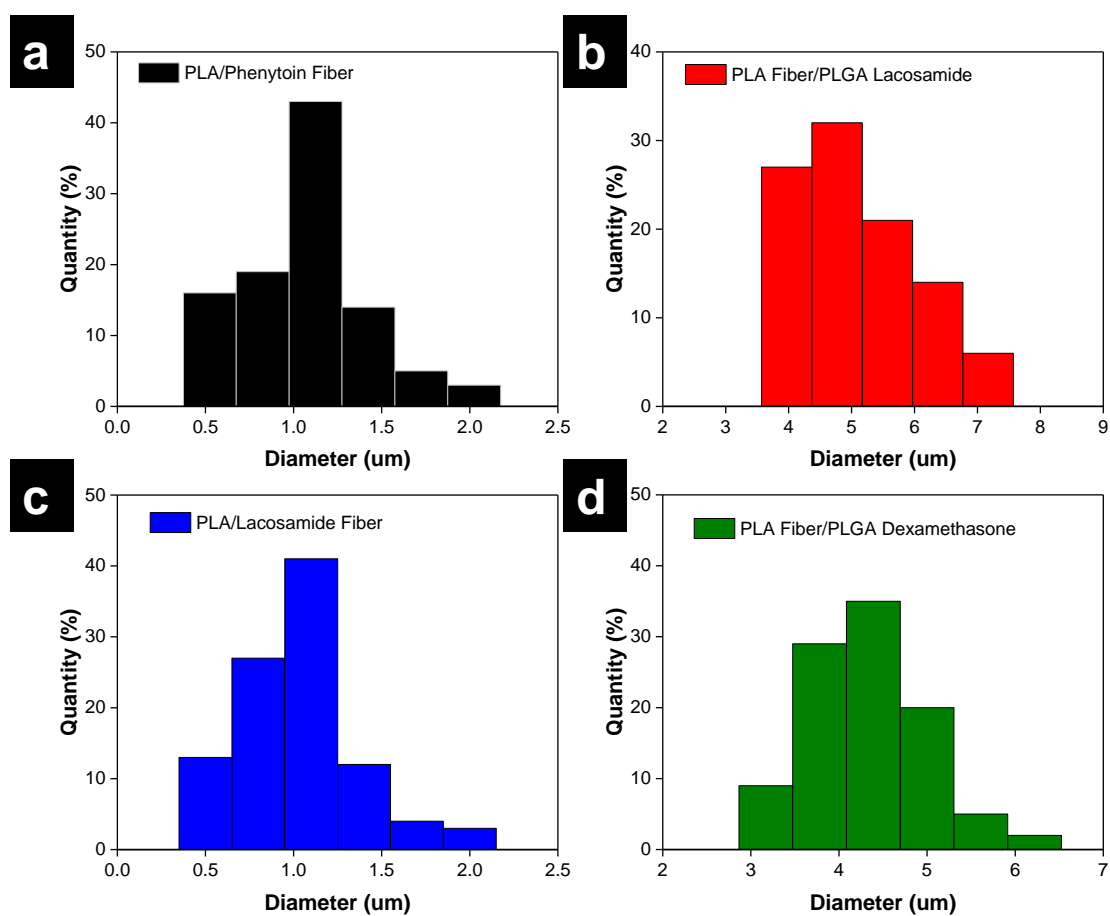 a
PLA/Phenytoin Fiber
Quantity (%)
50
40
30
20
10
0
0.0 0.5 1.0 1.5 2.0 2.5
Diameter (um)
b
PLA Fiber/PLGA Lacosamide
Quantity (%)
40
30
20
10
0
2 3 4 5 6 7 8 9
Diameter (um)
c
PLA/Lacosamide Fiber
Quantity (%)
50
40
30
20
10
0
0.0 0.5 1.0 1.5 2.0 2.5
Diameter (um)
d
PLA Fiber/PLGA Dexamethasone
Quantity (%)
50
40
30
20
10
0
2 3 4 5 6 7
Diameter (um)